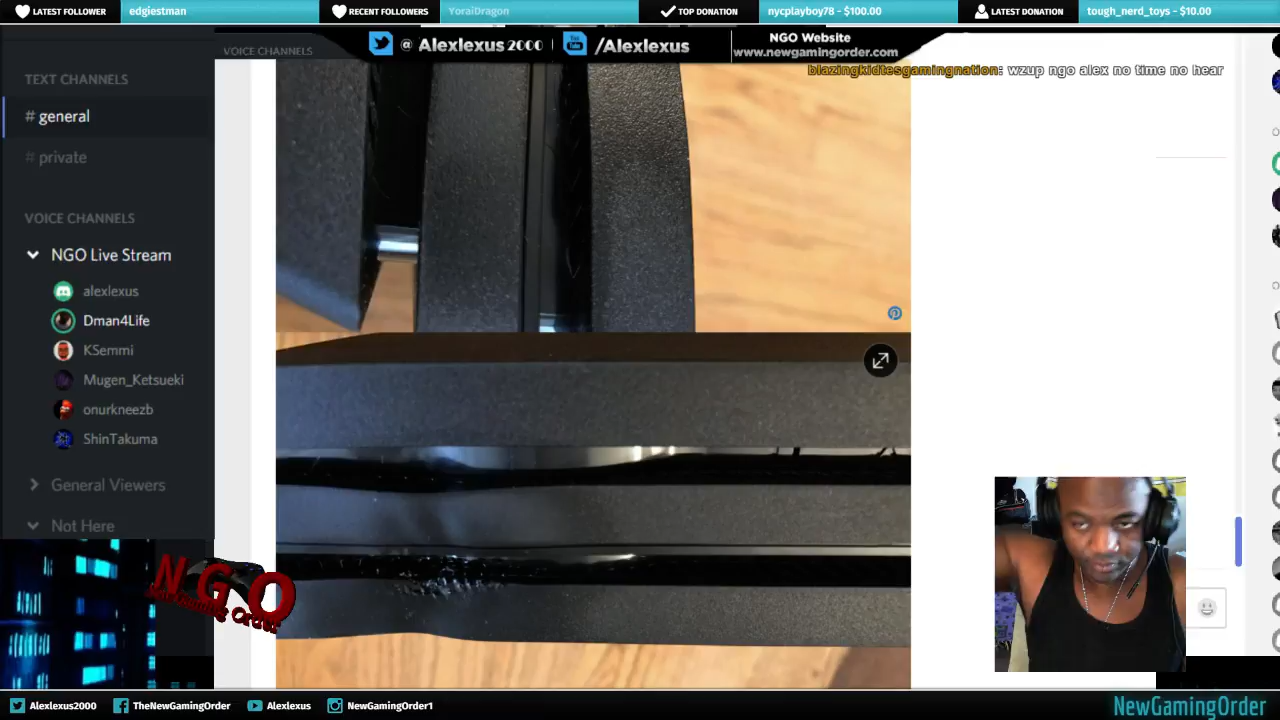 LATEST FOLLOWER
edgiestman
RECENT FOLLOWERS
YoraiDragon
TOP DONATION
nycplayboy78 - $100.00
LATEST DONATION
tough_nerd_toys - $10.00
@ Alexlexus 2000
/Alexlexus
NGO Website
www.newgamingorder.com
blazingkidtesgamingnation: wzup ngo alex no time no hear
VOICE CHANNELS
TEXT CHANNELS
# general
# private
VOICE CHANNELS
NGO Live Stream
alexlexus
Dman4Life
KSemmi
Mugen_Ketsueki
onurkneezb
ShinTakuma
General Viewers
Not Here
NGO
Alexlexus2000
TheNewGamingOrder
Alexlexus
NewGamingOrder1
NewGamingOrder